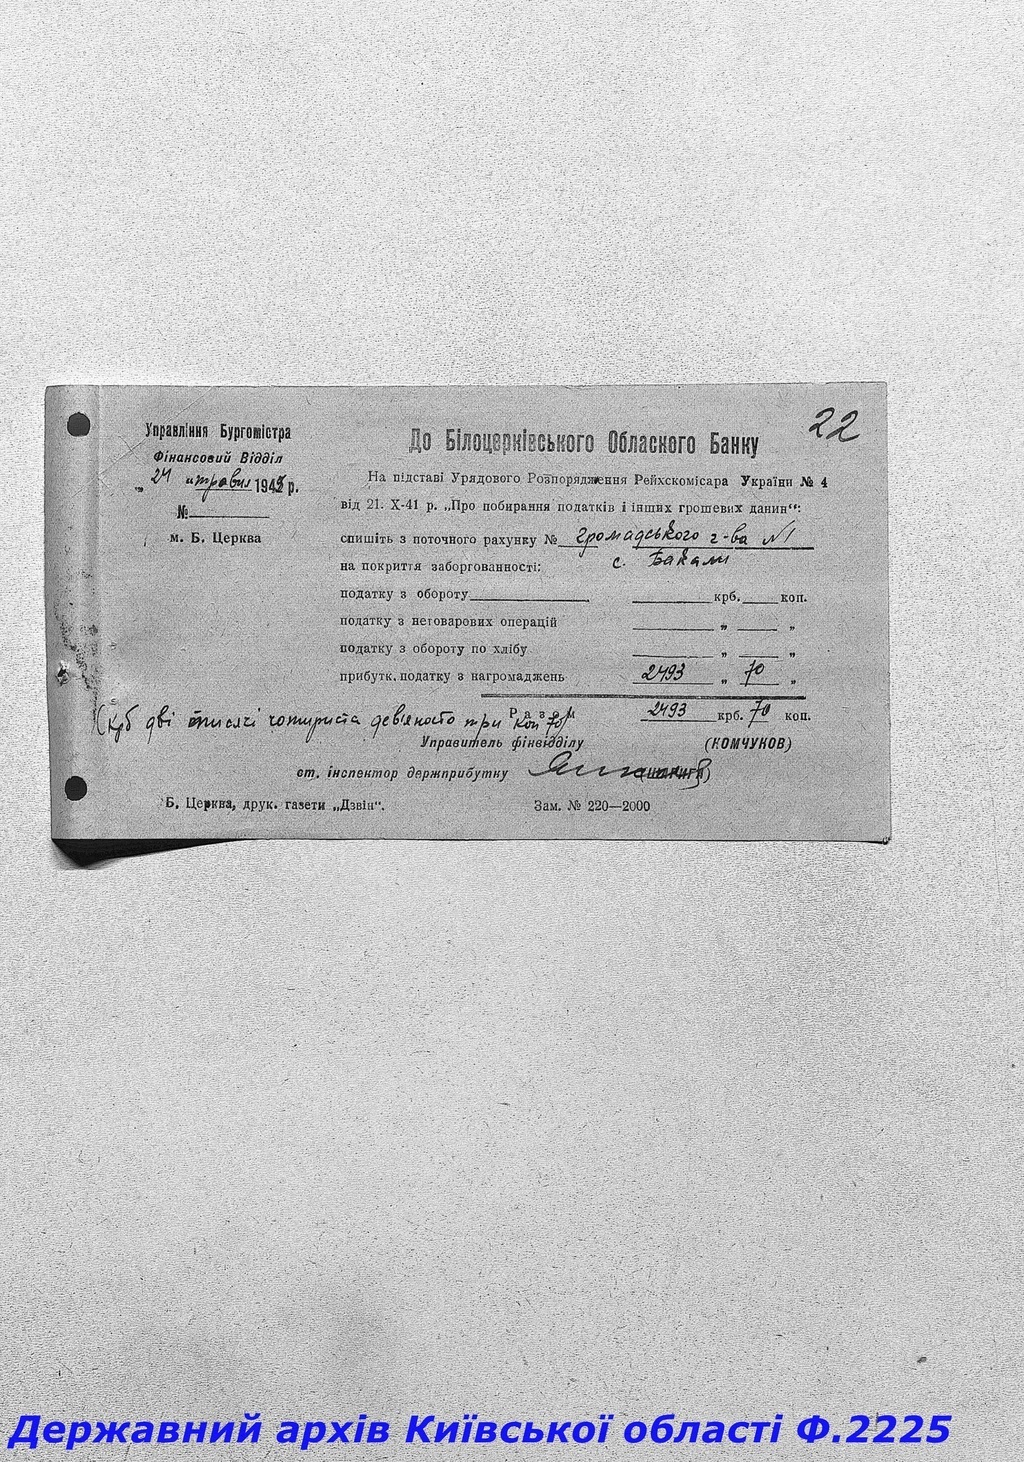 22
Управління Бургомістра
Фінансовий Відділ
„ 24 " травня 1942 р.
№
м. Б. Церква
До Білоцерківського Обласного Банку
На підставі Урядового Розпорядження Рейхскомісара України № 4
від 21. X-41 р. „Про побирання податків і інших грошевих данин“:
спишіть з поточного рахунку № громадського г-ва №1
с. Бакали
на покриття заборгованності:
податку з обороту крб. коп.
податку з неговарових операцій „ „
податку з обороту по хлібу „ „
прибутк. податку з нагромаджень 2493 „ 70 „
Разом 2493 крб. 70 коп.
(Крб дві тисячі чотириста дев'яносто три коп 70)
Управитель фінвідділу (КОМЧУКОВ)
ст. інспектор держприбутку
Б. Церква, друк. газети „Дзвін“. Зам. № 220—2000
Державний архів Київської області Ф.2225